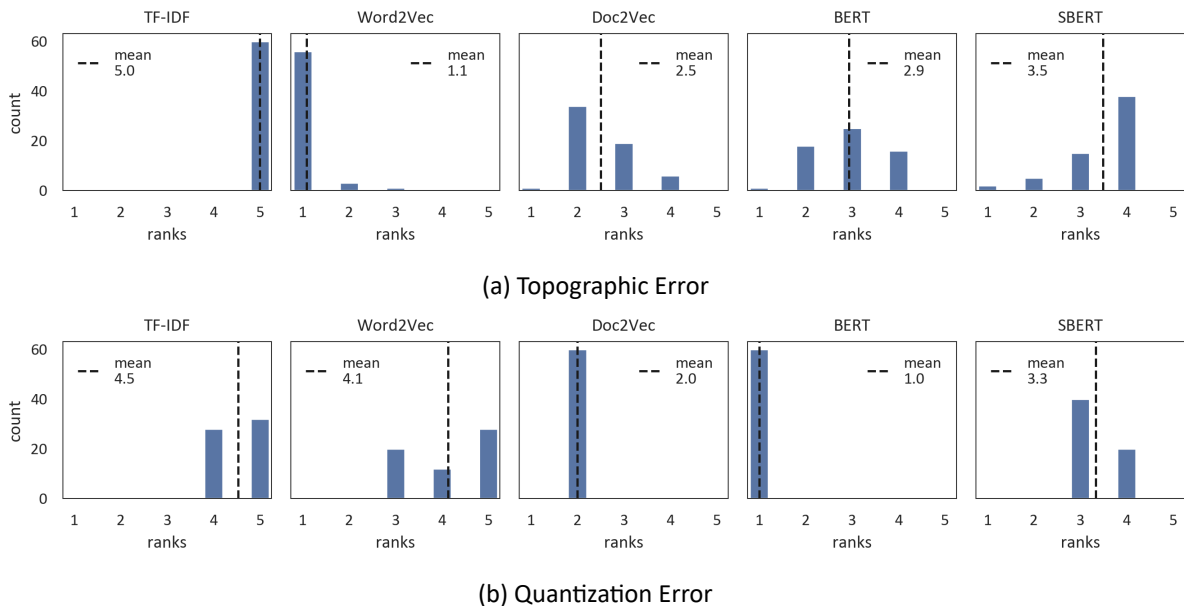 TF-IDF Word2Vec Doc2Vec BERT SBERT
60
40
20
0
count
mean
5.0
mean
1.1
mean
2.5
mean
2.9
mean
3.5
1 2 3 4 5 1 2 3 4 5 1 2 3 4 5 1 2 3 4 5 1 2 3 4 5
ranks ranks ranks ranks ranks
(a) Topographic Error
TF-IDF Word2Vec Doc2Vec BERT SBERT
60
40
20
0
count
mean
4.5
mean
4.1
mean
2.0
mean
1.0
mean
3.3
1 2 3 4 5 1 2 3 4 5 1 2 3 4 5 1 2 3 4 5 1 2 3 4 5
ranks ranks ranks ranks ranks
(b) Quantization Error